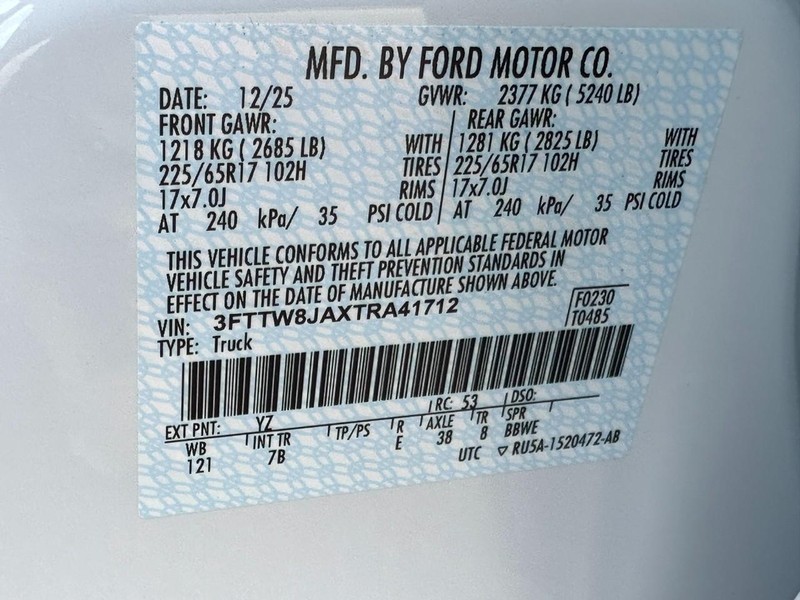 MFD. BY FORD MOTOR CO.
DATE: 12/25 GVWR: 2377 KG ( 5240 LB)
FRONT GAWR: REAR GAWR:
1218 KG ( 2685 LB) WITH 1281 KG ( 2825 LB) WITH
225/65R17 102H TIRES 225/65R17 102H TIRES
17x7.0J RIMS 17x7.0J RIMS
AT 240 kPa/ 35 PSI COLD AT 240 kPa/ 35 PSI COLD
THIS VEHICLE CONFORMS TO ALL APPLICABLE FEDERAL MOTOR
VEHICLE SAFETY AND THEFT PREVENTION STANDARDS IN
EFFECT ON THE DATE OF MANUFACTURE SHOWN ABOVE.
VIN: 3FTTW8JAXTRA41712 F0230
TYPE: Truck T0485
EXT PNT: YZ RC: 53 DSO:
WB INT TR TP/PS R AXLE TR SPR
121 7B E 38 8 BBWE
UTC ▽ RU5A-1520472-AB